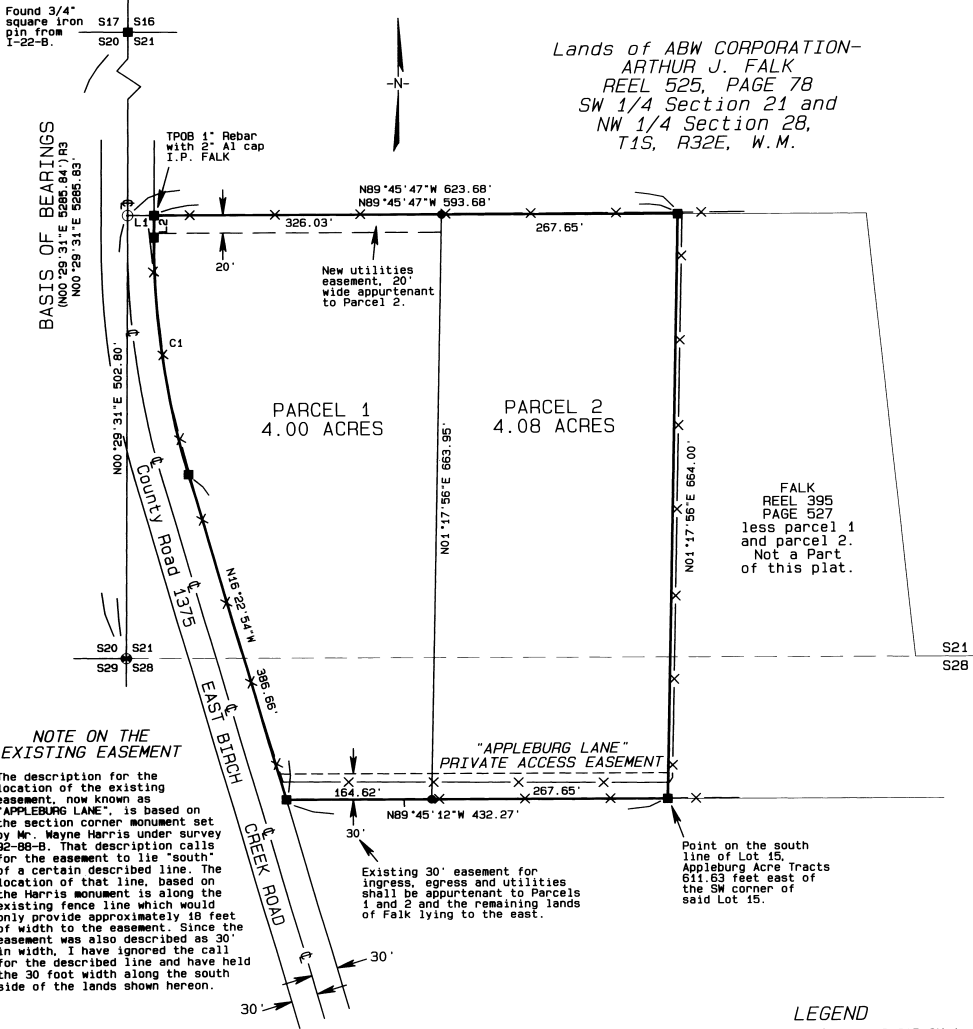 Found 3/4"
square iron
pin from
I-22-B.
S17 S16
S20 S21
Lands of ABW CORPORATION-
ARTHUR J. FALK
REEL 525, PAGE 78
SW 1/4 Section 21 and
NW 1/4 Section 28,
T1S, R32E, W.M.
-N-
TPOB 1" Rebar
with 2" Al cap
I.P. FALK
BASIS OF BEARINGS
(N00°29'31"E 5285.84')R3
N00°29'31"E 5285.83'
N89°45'47"W 623.68'
N89°45'47"W 593.68'
L1
L2
326.03'
267.65'
20'
New utilities
easement, 20'
wide appurtenant
to Parcel 2.
C1
N00°29'31"E 502.80'
PARCEL 1
4.00 ACRES
PARCEL 2
4.08 ACRES
N01°17'56"E 663.95'
N01°17'56"E 664.00'
FALK
REEL 395
PAGE 527
less parcel 1
and parcel 2.
Not a Part
of this plat.
County Road 1375
EAST BIRCH CREEK ROAD
N16°22'54"W
386.66'
S20 S21
S29 S28
S21
S28
NOTE ON THE
EXISTING EASEMENT
The description for the
location of the existing
easement, now known as
"APPLEBURG LANE", is based on
the section corner monument set
by Mr. Wayne Harris under survey
92-88-B. That description calls
for the easement to lie "south"
of a certain described line. The
location of that line, based on
the Harris monument is along the
existing fence line which would
only provide approximately 18 feet
of width to the easement. Since the
easement was also described as 30'
in width, I have ignored the call
for the described line and have held
the 30 foot width along the south
side of the lands shown hereon.
"APPLEBURG LANE"
PRIVATE ACCESS EASEMENT
164.62'
267.65'
N89°45'12"W 432.27'
30'
Existing 30' easement for
ingress, egress and utilities
shall be appurtenant to Parcels
1 and 2 and the remaining lands
of Falk lying to the east.
Point on the south
line of Lot 15,
Appleburg Acre Tracts
611.63 feet east of
the SW corner of
said Lot 15.
30'
30'
LEGEND